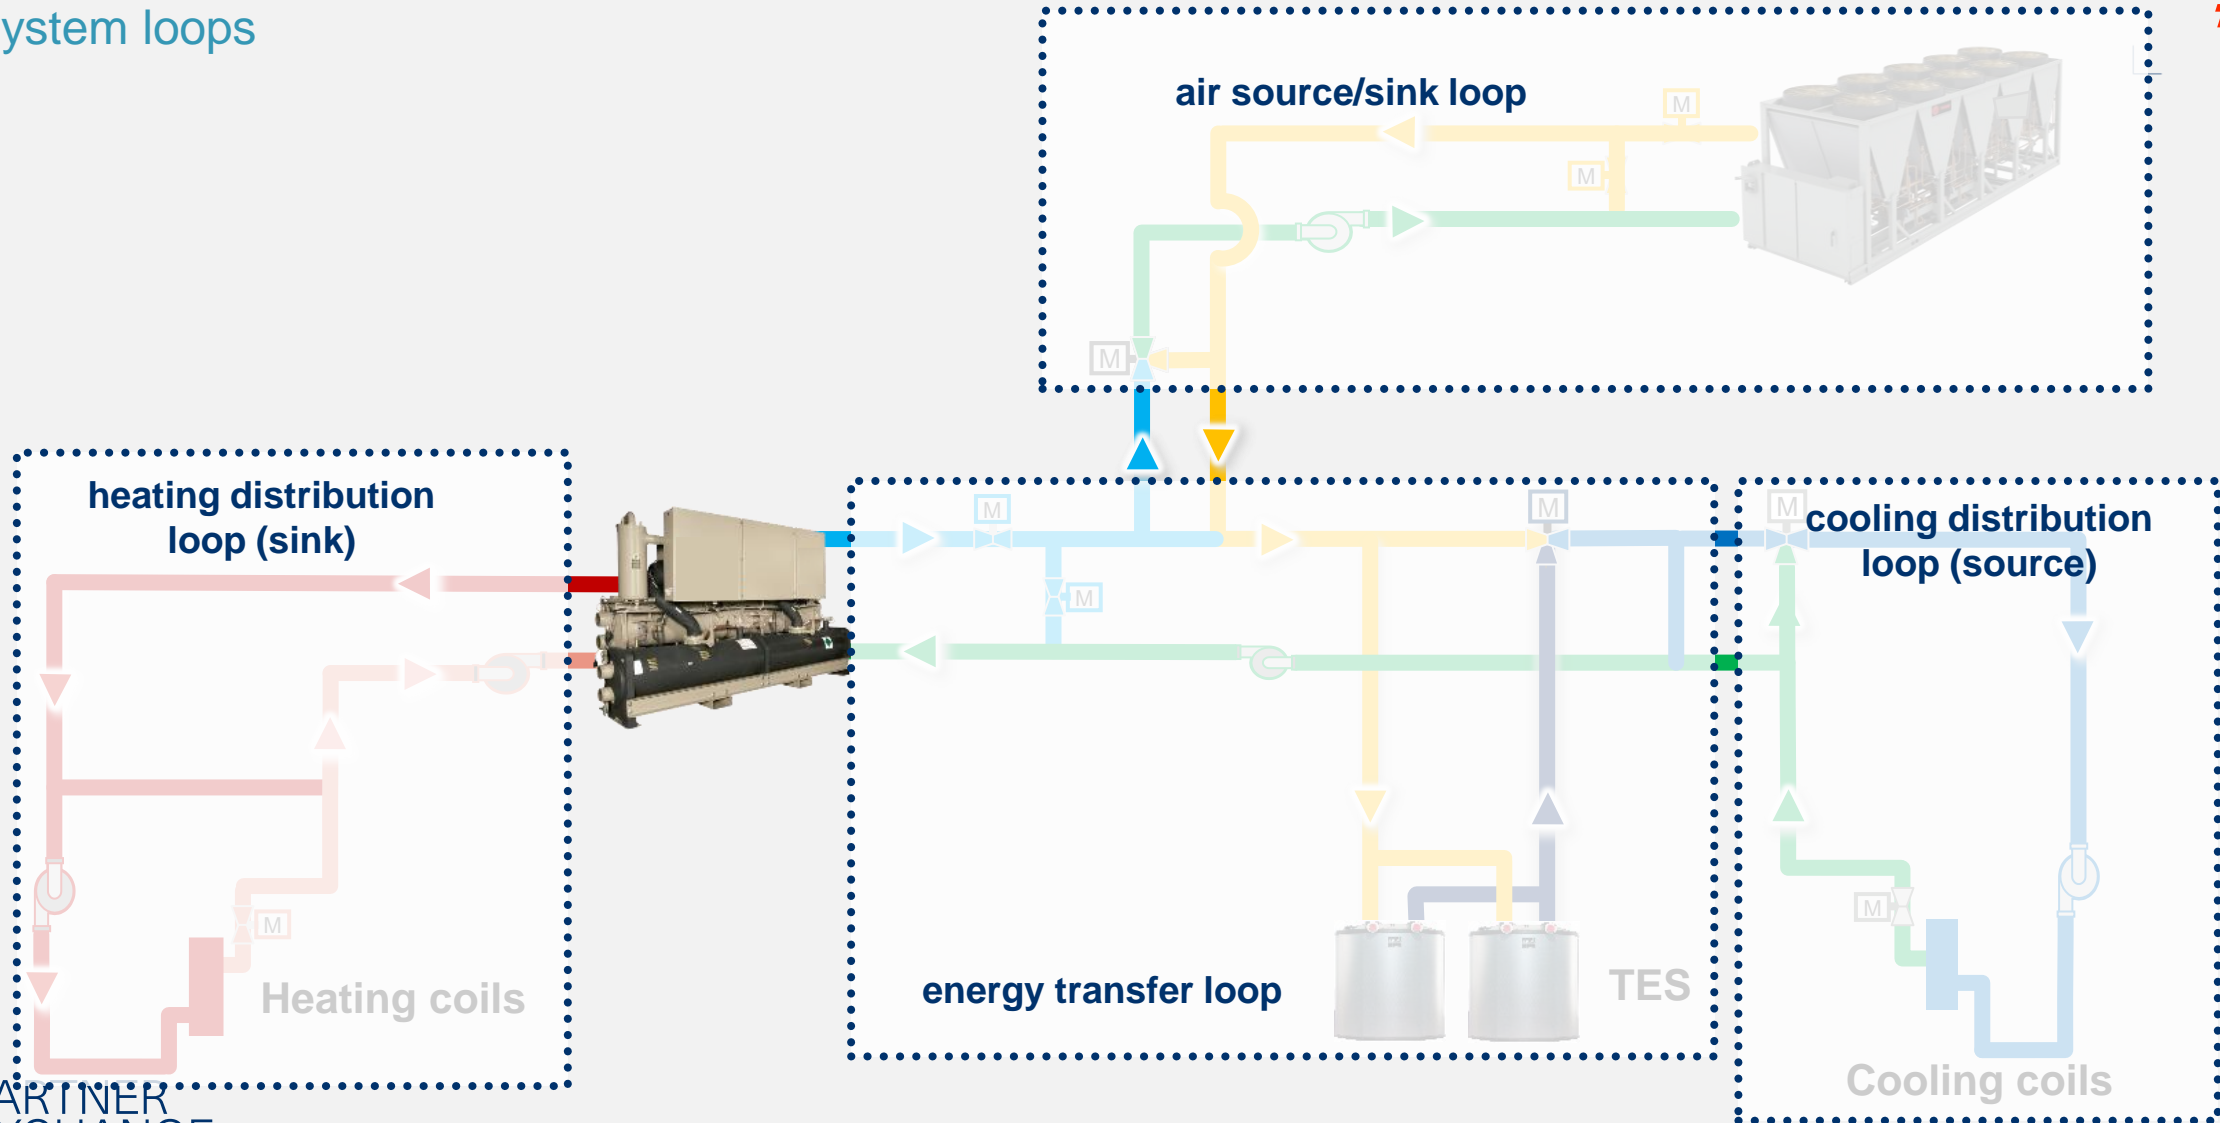 ystem loops
air source/sink loop
M
M
M
heating distribution
loop (sink)
M
M
M
M
cooling distribution
loop (source)
M
M
Heating coils
energy transfer loop
TES
Cooling coils
ARTNER